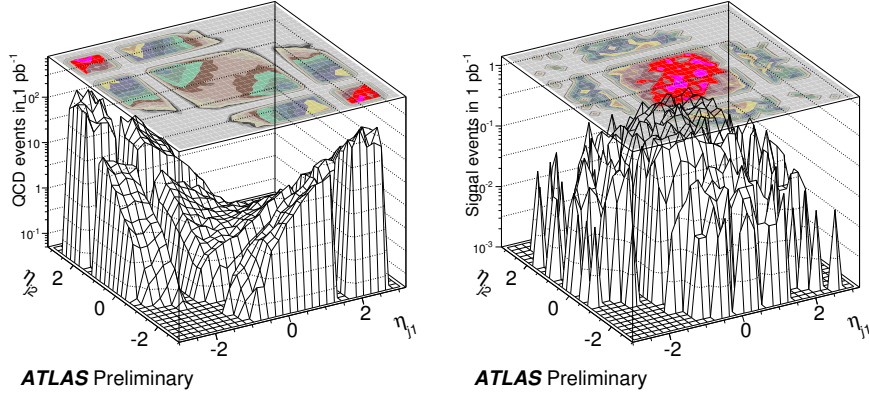 QCD events in 1 pb⁻¹
10²
10
1
10⁻¹
η_j2
2
0
-2
-2
0
2
η_j1
ATLAS Preliminary
Signal events in 1 pb⁻¹
1
10⁻¹
10⁻²
10⁻³
η_j2
2
0
-2
-2
0
2
η_j1
ATLAS Preliminary